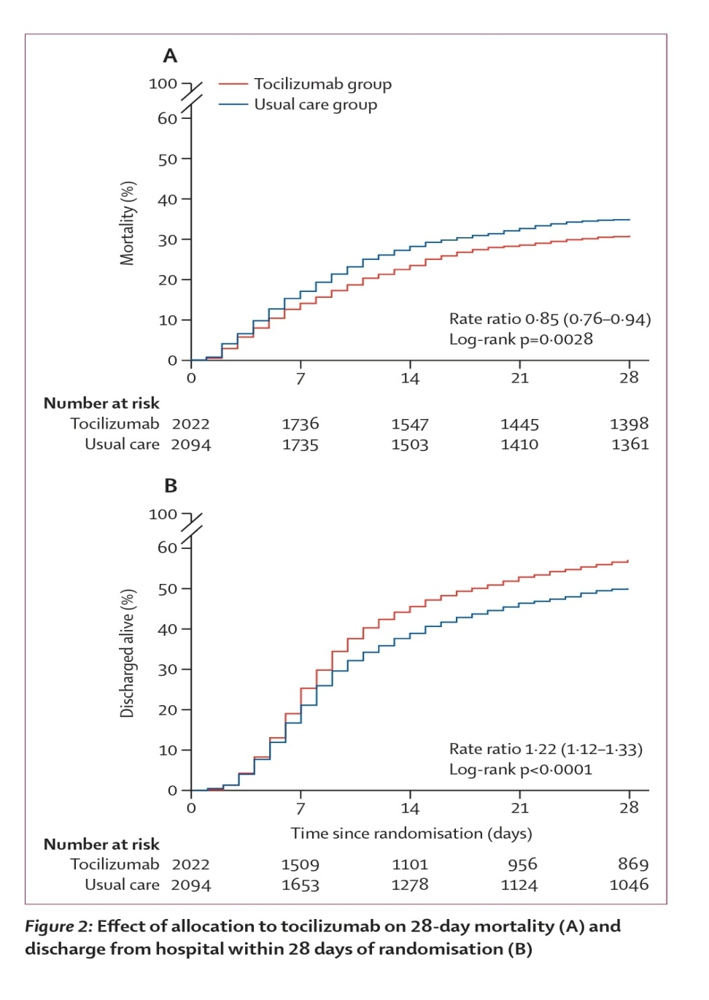 A
100
60
50
40
30
20
10
0
Mortality (%)
Tocilizumab group
Usual care group
Rate ratio 0·85 (0·76–0·94)
Log-rank p=0·0028
0 7 14 21 28
Number at risk
Tocilizumab 2022 1736 1547 1445 1398
Usual care 2094 1735 1503 1410 1361
B
100
60
50
40
30
20
10
0
Discharged alive (%)
Rate ratio 1·22 (1·12–1·33)
Log-rank p<0·0001
0 7 14 21 28
Time since randomisation (days)
Number at risk
Tocilizumab 2022 1509 1101 956 869
Usual care 2094 1653 1278 1124 1046
Figure 2: Effect of allocation to tocilizumab on 28-day mortality (A) and
discharge from hospital within 28 days of randomisation (B)